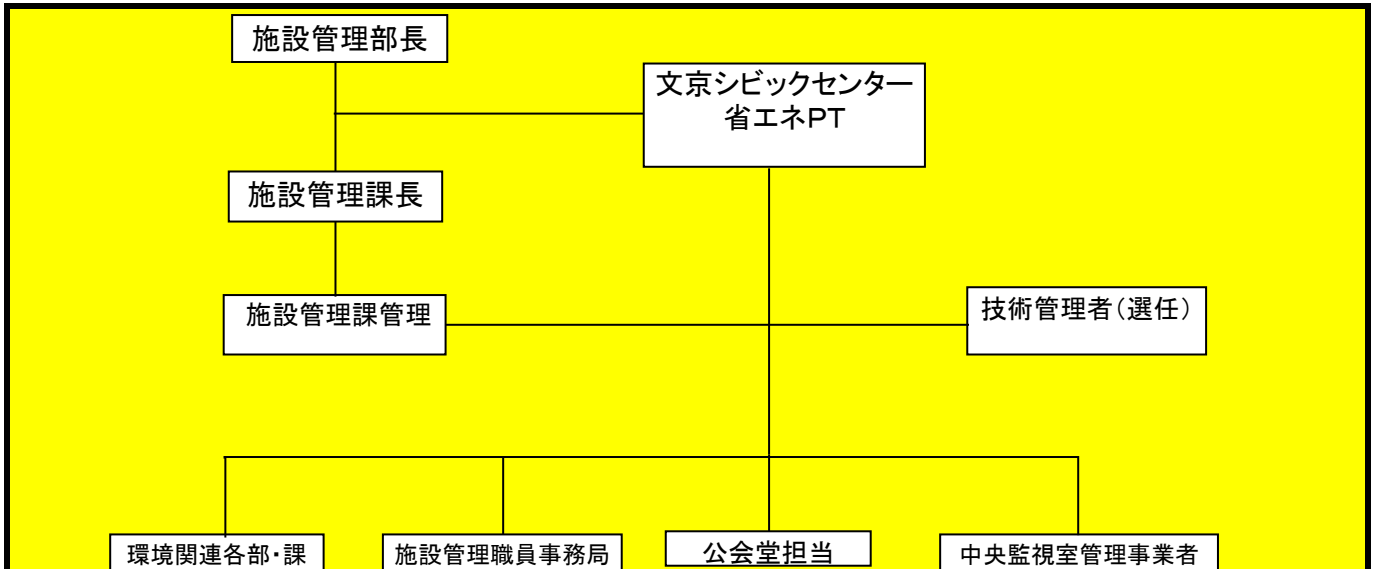 施設管理部長
文京シビックセンター
省エネPT
施設管理課長
施設管理課管理
技術管理者（選任）
環境関連各部・課
施設管理職員事務局
公会堂担当
中央監視室管理事業者